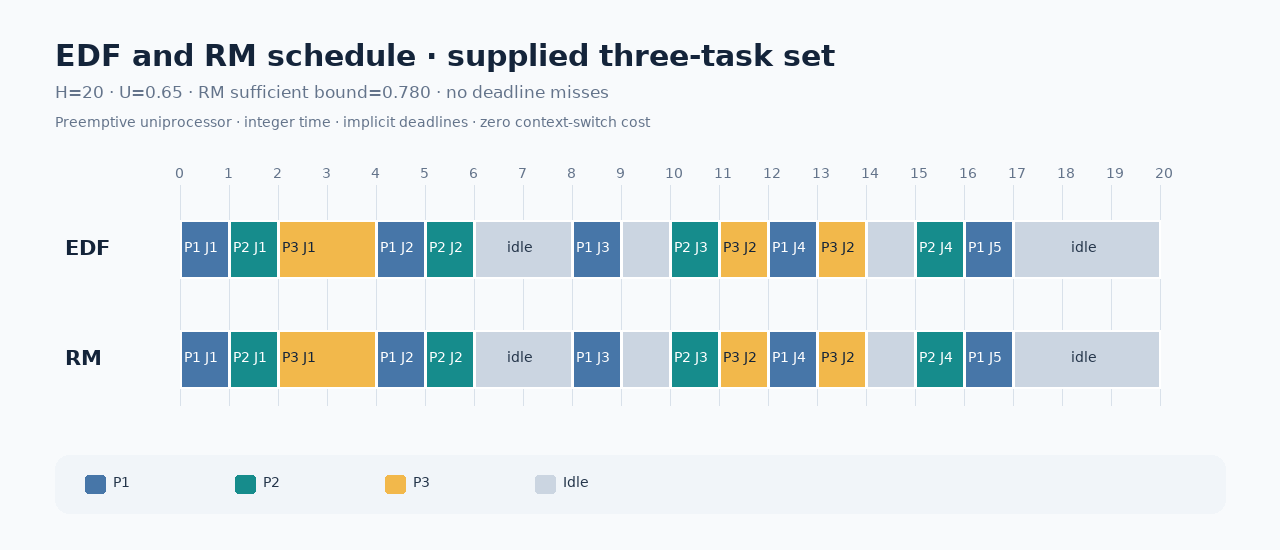 EDF and RM schedule · supplied three-task set
H=20 · U=0.65 · RM sufficient bound=0.780 · no deadline misses
Preemptive uniprocessor · integer time · implicit deadlines · zero context-switch cost
0 1 2 3 4 5 6 7 8 9 10 11 12 13 14 15 16 17 18 19 20
EDF P1 J1 P2 J1 P3 J1 P1 J2 P2 J2 idle P1 J3 P2 J3 P3 J2 P1 J4 P3 J2 P2 J4 P1 J5 idle
RM P1 J1 P2 J1 P3 J1 P1 J2 P2 J2 idle P1 J3 P2 J3 P3 J2 P1 J4 P3 J2 P2 J4 P1 J5 idle
P1 P2 P3 Idle